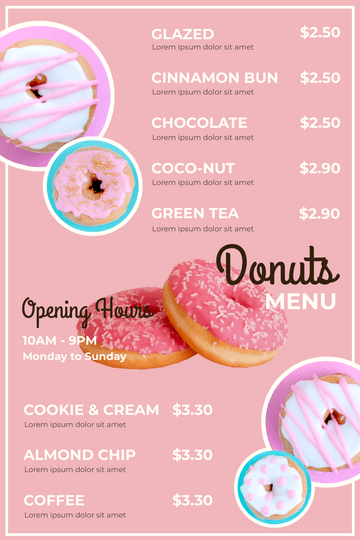 GLAZED $2.50
Lorem ipsum dolor sit amet
CINNAMON BUN $2.50
Lorem ipsum dolor sit amet
CHOCOLATE $2.50
Lorem ipsum dolor sit amet
COCO-NUT $2.90
Lorem ipsum dolor sit amet
GREEN TEA $2.90
Lorem ipsum dolor sit amet
Donuts
MENU
Opening Hours
10AM - 9PM
Monday to Sunday
COOKIE & CREAM $3.30
Lorem ipsum dolor sit amet
ALMOND CHIP $3.30
Lorem ipsum dolor sit amet
COFFEE $3.30
Lorem ipsum dolor sit amet